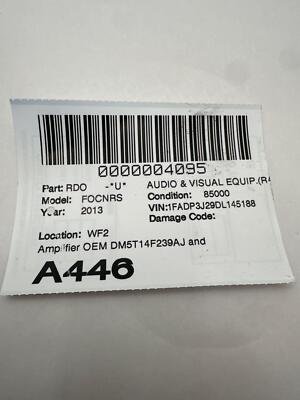 0000004095
Part: RDO -*U* AUDIO & VISUAL EQUIP.(R4
Model: FOCNRS Condition: 85000
Year: 2013 VIN:1FADP3J29DL145188
Damage Code:
Location: WF2
Amplifier OEM DM5T14F239AJ and
A446